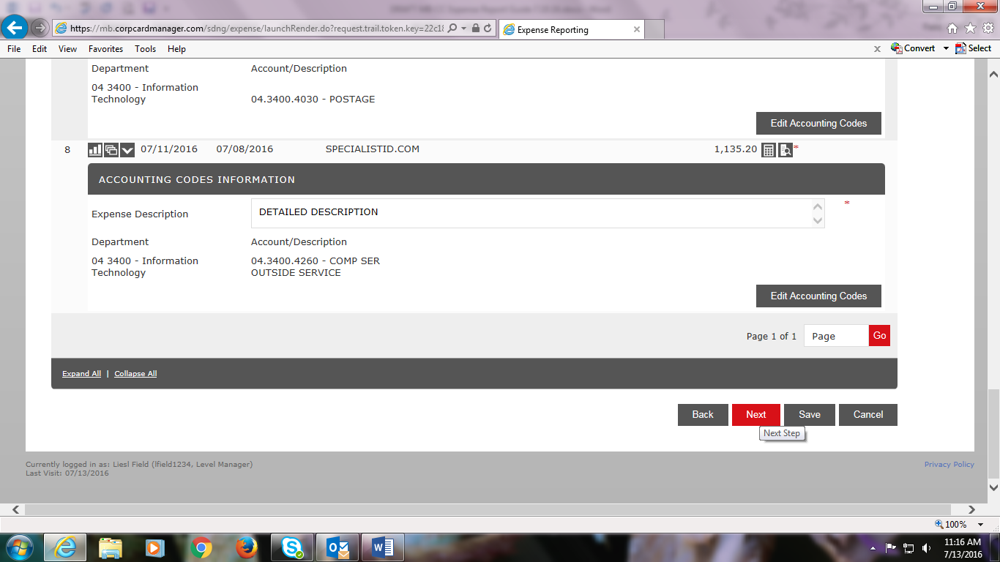 https://mb.corpcardmanager.com/sdng/expense/launchRender.do?request.trail.token.key=22c18
Expense Reporting
File Edit View Favorites Tools Help
x Convert Select
Department Account/Description
04 3400 - Information
Technology 04.3400.4030 - POSTAGE
Edit Accounting Codes
8 07/11/2016 07/08/2016 SPECIALISTID.COM 1,135.20 *
ACCOUNTING CODES INFORMATION
Expense Description DETAILED DESCRIPTION *
Department Account/Description
04 3400 - Information 04.3400.4260 - COMP SER
Technology OUTSIDE SERVICE
Edit Accounting Codes
Page 1 of 1 Page Go
Expand All | Collapse All
Back Next Save Cancel
Next Step
Currently logged in as: Liesl Field (lfield1234, Level Manager) Privacy Policy
Last Visit: 07/13/2016
100%
11:16 AM
7/13/2016